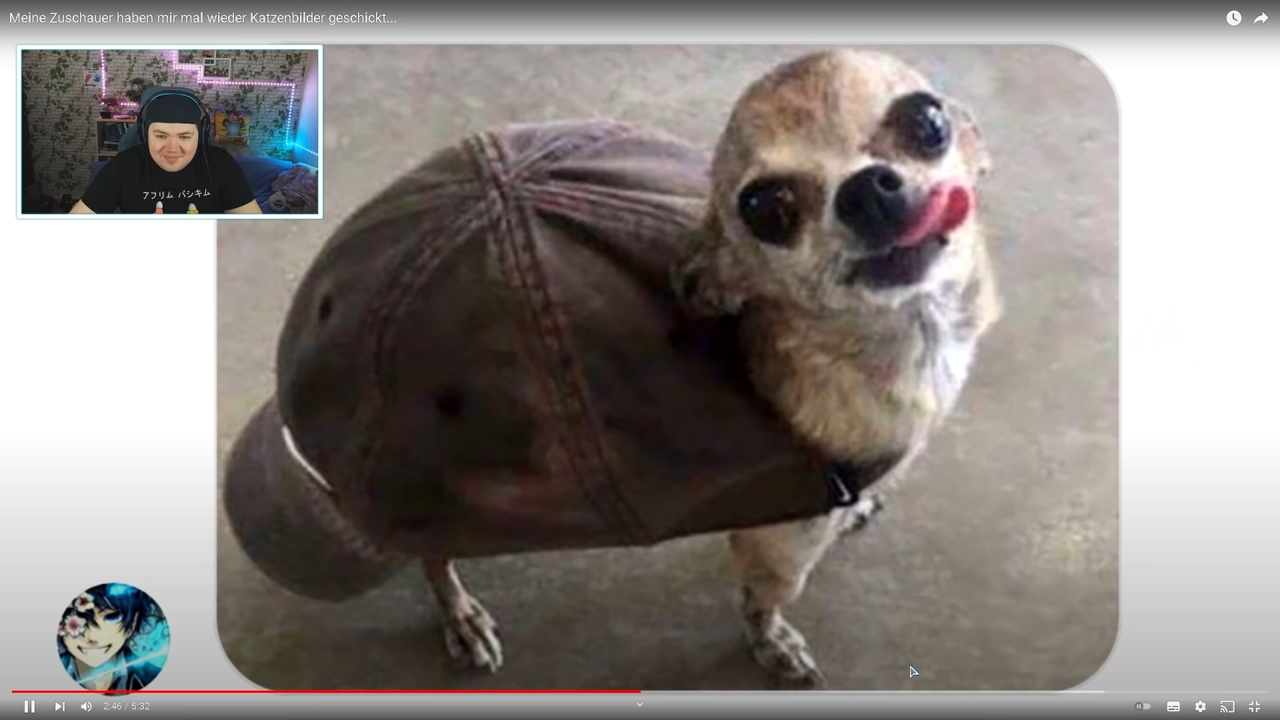 Meine Zuschauer haben mir mal wieder Katzenbilder geschickt...
アフリム バシキム
2:46 / 5:32